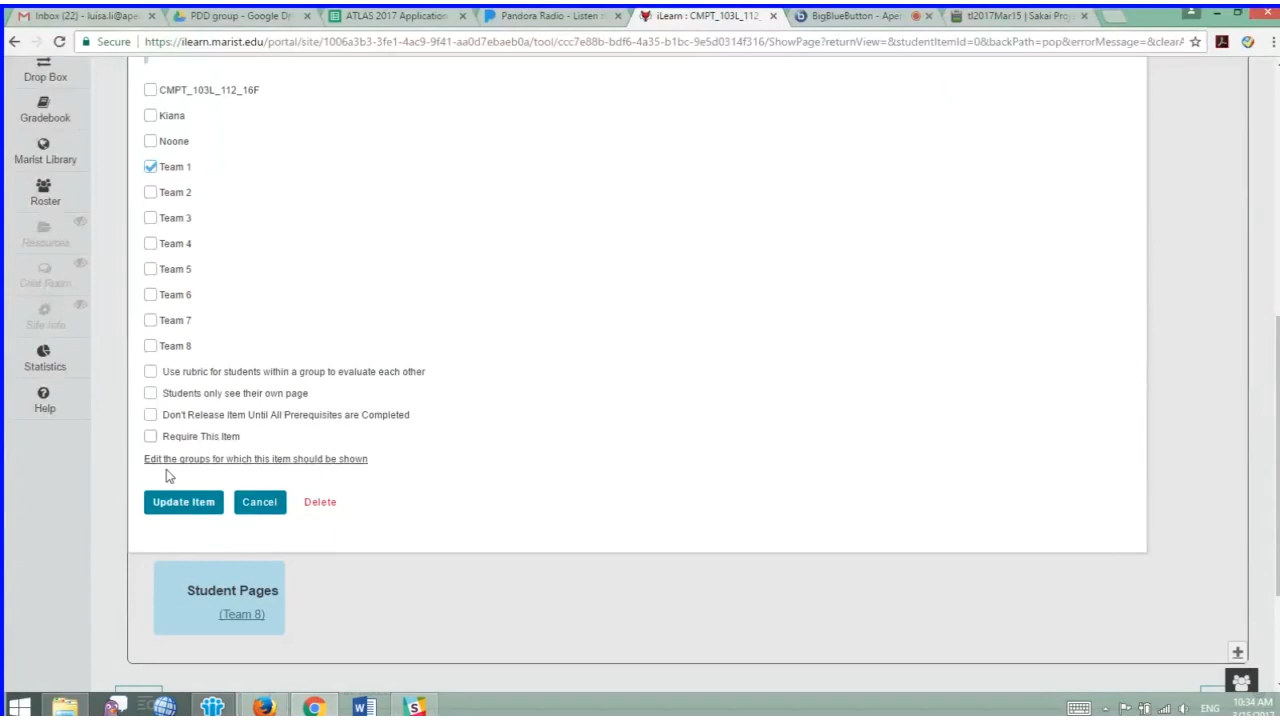 Inbox (22) - luisa.li@ape
PDD group - Google Dr
ATLAS 2017 Application
Pandora Radio - Listen
iLearn : CMPT_103L_112_
BigBlueButton - Aper
tl2017Mar15 | Sakai Pro
Secure
https://ilearn.marist.edu/portal/site/1006a3b3-3fe1-4ac9-9f41-aa0d7ebaeb0a/tool/ccc7e88b-bdf6-4a35-b1bc-9e5d0314f316/ShowPage?returnView=&studentItemId=0&backPath=pop&errorMessage=&clearA
Drop Box
Gradebook
Marist Library
Roster
Resources
Chat Room
Site Info
Statistics
Help
CMPT_103L_112_16F
Kiana
Noone
Team 1
Team 2
Team 3
Team 4
Team 5
Team 6
Team 7
Team 8
Use rubric for students within a group to evaluate each other
Students only see their own page
Don't Release Item Until All Prerequisites are Completed
Require This Item
Edit the groups for which this item should be shown
Update Item
Cancel
Delete
Student Pages
(Team 8)
ENG
10:34 AM
3/15/2017